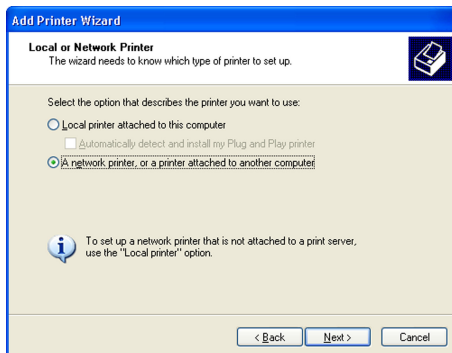 Add Printer Wizard
Local or Network Printer
The wizard needs to know which type of printer to set up.
Select the option that describes the printer you want to use:
Local printer attached to this computer
Automatically detect and install my Plug and Play printer
A network printer, or a printer attached to another computer
To set up a network printer that is not attached to a print server,
use the "Local printer" option.
< Back Next > Cancel